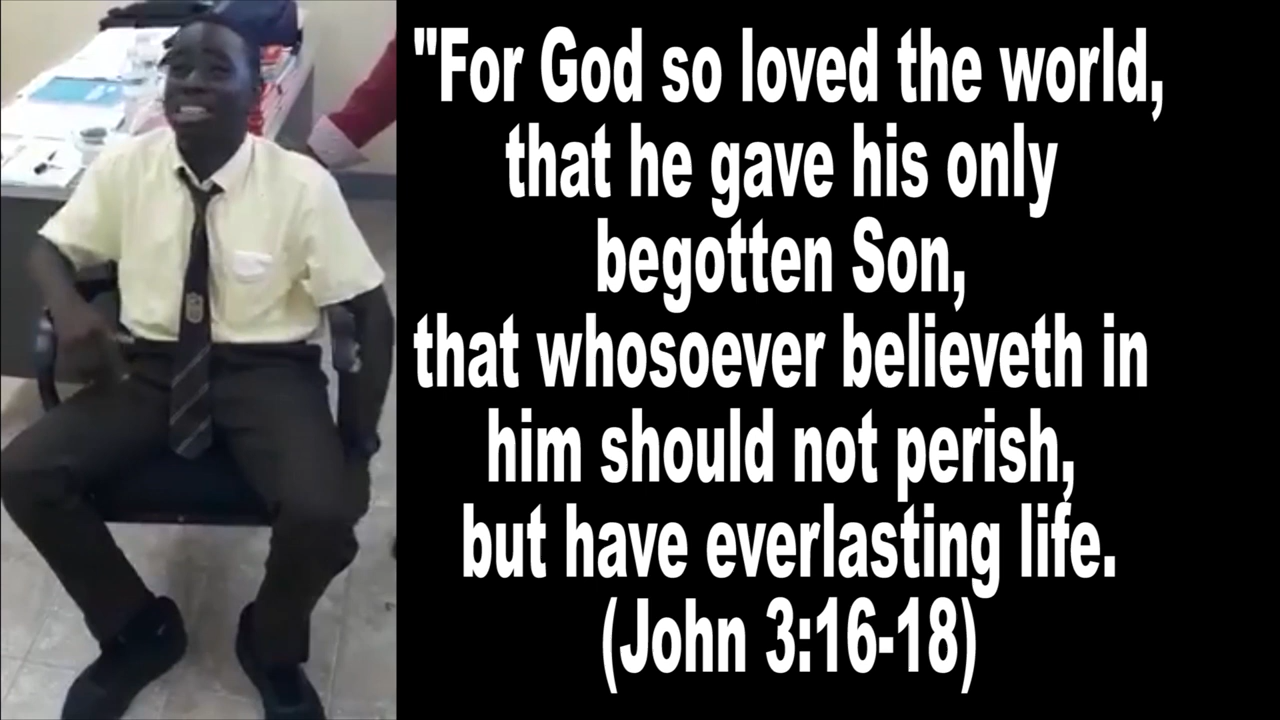 "For God so loved the world,
that he gave his only
begotten Son,
that whosoever believeth in
him should not perish,
but have everlasting life.
(John 3:16-18)